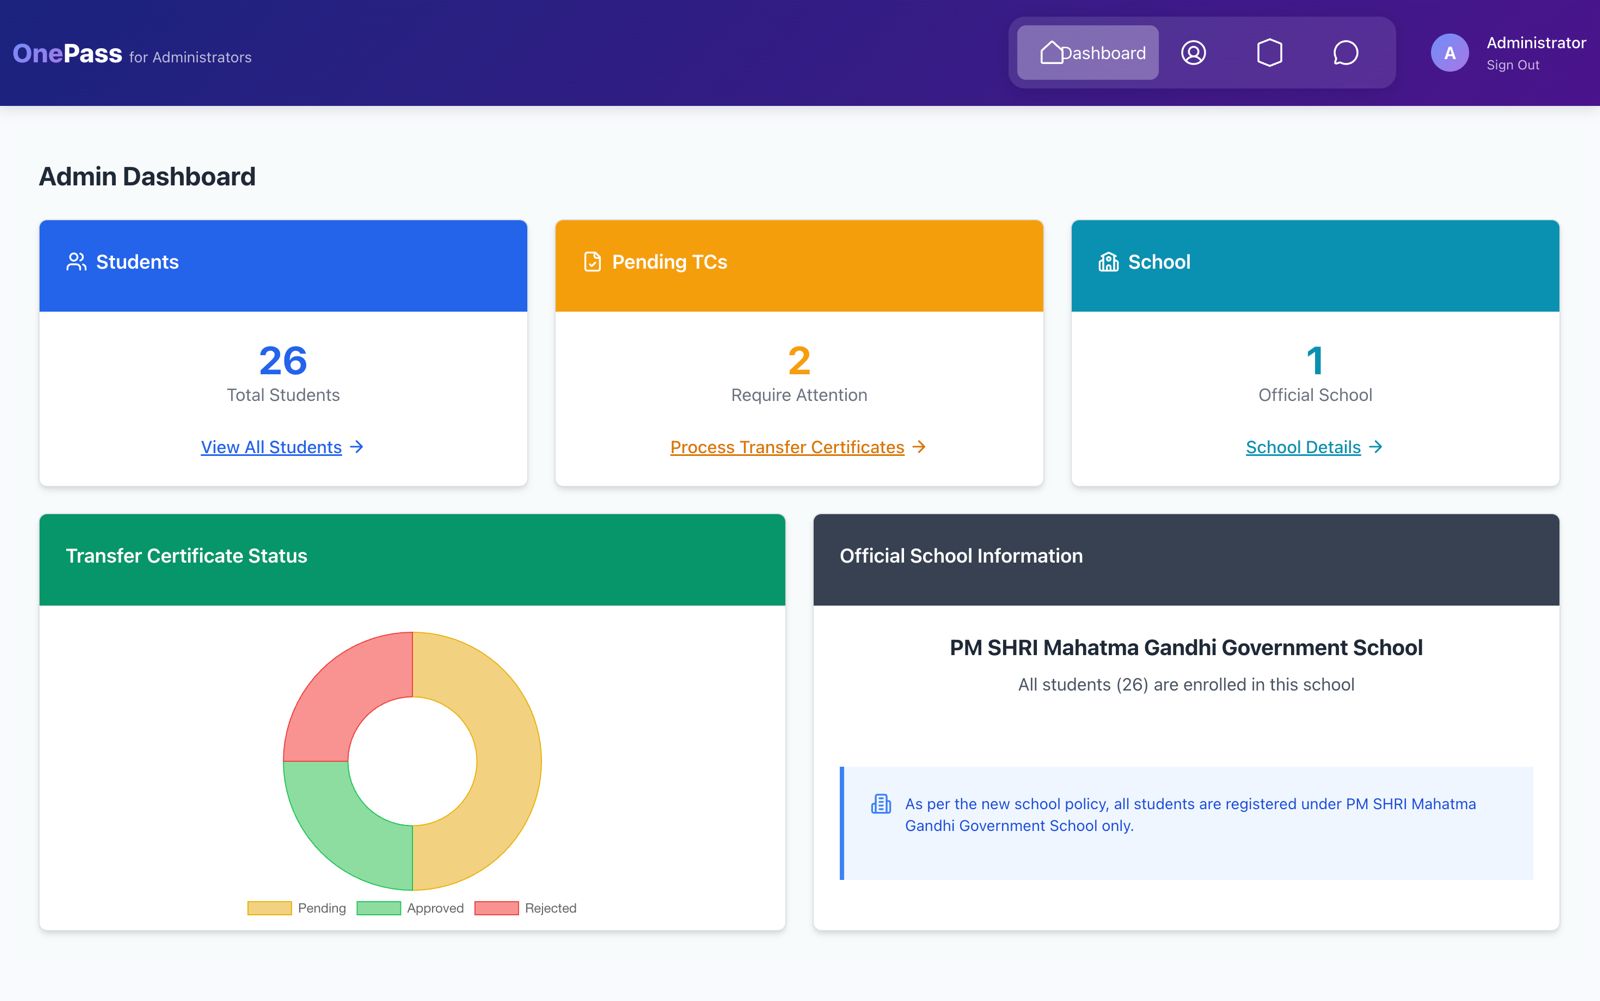 OnePass for Administrators
Dashboard
A
Administrator
Sign Out
Admin Dashboard
Students
26
Total Students
View All Students →
Pending TCs
2
Require Attention
Process Transfer Certificates →
School
1
Official School
School Details →
Transfer Certificate Status
Pending
Approved
Rejected
Official School Information
PM SHRI Mahatma Gandhi Government School
All students (26) are enrolled in this school
As per the new school policy, all students are registered under PM SHRI Mahatma
Gandhi Government School only.